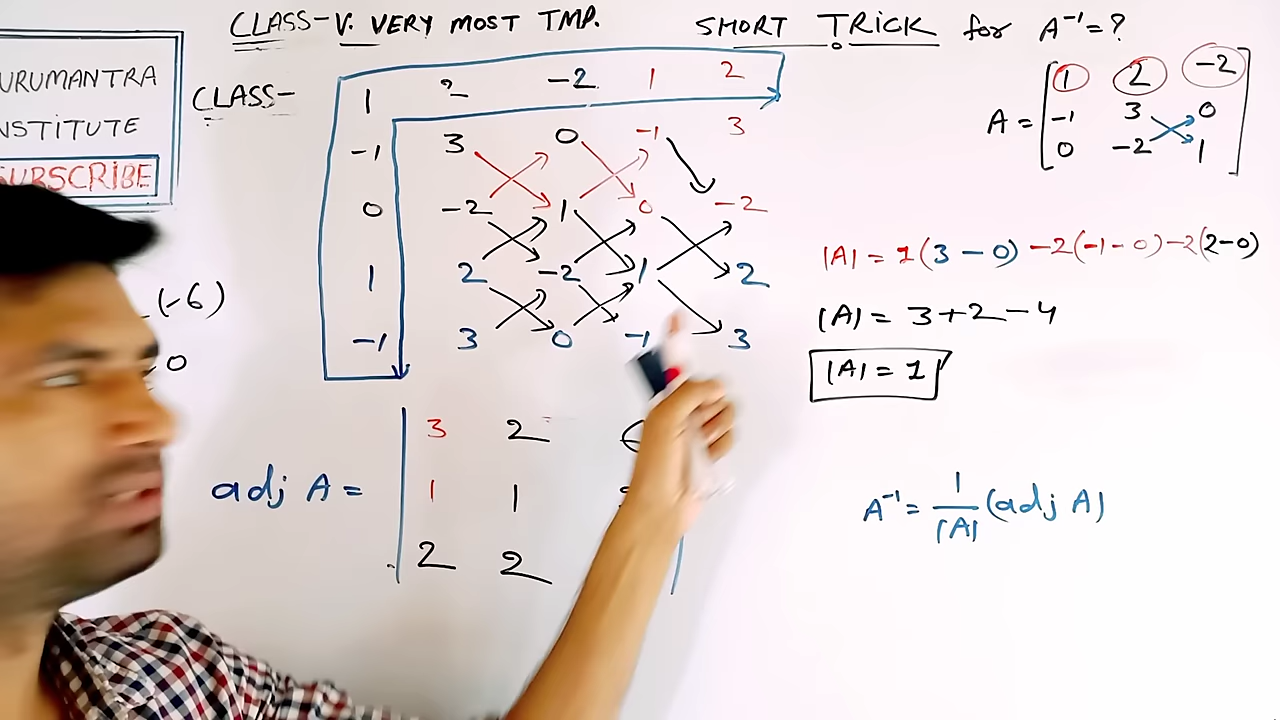 CLASS-V. VERY MOST TMP. SHORT TRICK for A⁻¹=?
URUMANTRA
NSTITUTE
SUBSCRIBE
CLASS-
1 2 -2 1 2
-1 3 0 -1 3
0 -2 1 0 -2
1 2 -2 1 2
-1 3 0 -1 3
(-6)
0
adj A =
3 2
1 1
2 2
A =
1 2 -2
-1 3 0
0 -2 1
|A| = 1(3-0) -2(-1-0) -2(2-0)
|A| = 3+2-4
|A| = 1
A⁻¹ = 1/|A| (adj A)